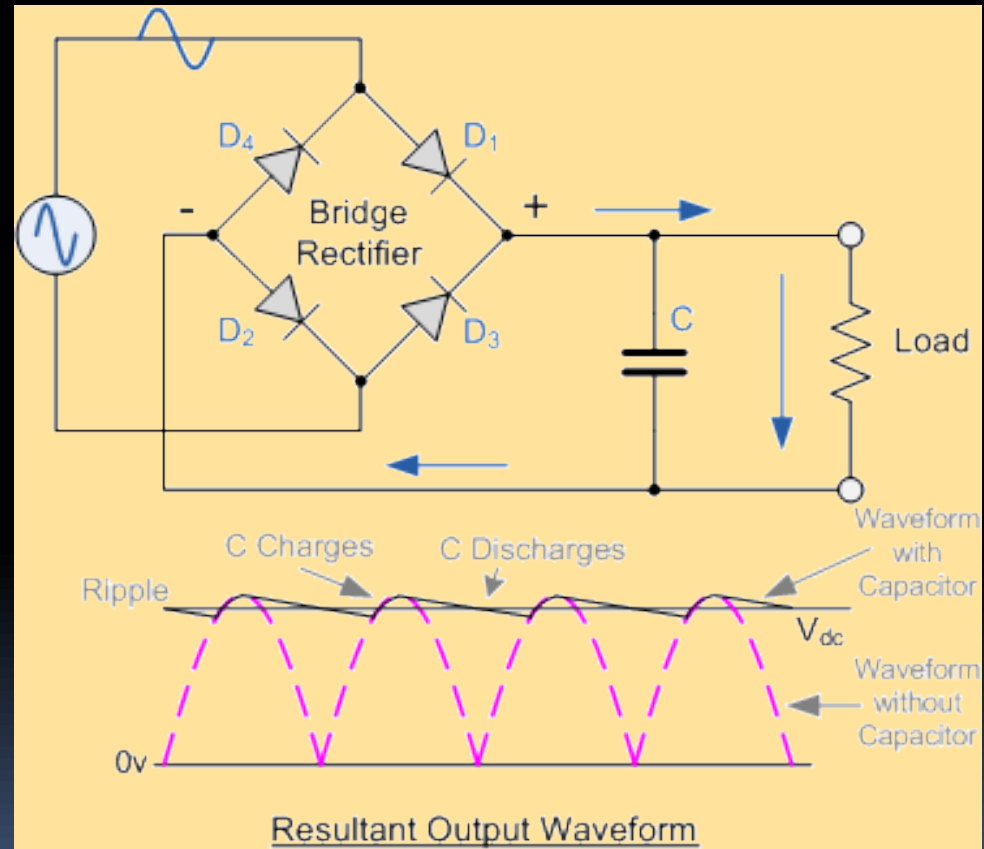 D4
D1
-
Bridge
Rectifier
+
D2
D3
C
Load
C Charges
C Discharges
Waveform
with
Capacitor
Ripple
Vdc
Waveform
without
Capacitor
0v
Resultant Output Waveform